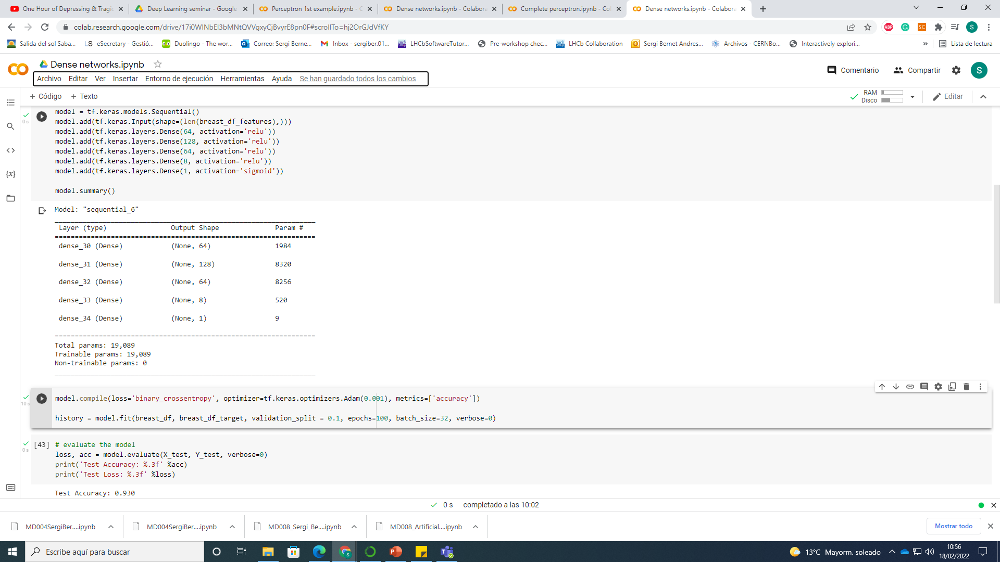 One Hour of Depressing & Tragic
Deep Learning seminar - Google
Perceptron 1st example.ipynb - C
Dense networks.ipynb - Colabora
Complete perceptron.ipynb - Col
Dense networks.ipynb - Colabora
colab.research.google.com/drive/17i0WINbEI3bMNtQVVgxyCjBvyrE8pn0F#scrollTo=hj2OrGJdVfKY
ABP
SC
S
Salida del sol Saba...
LS eSecretary - Gestió...
Duolingo - The wor...
Correo: Sergi Berne...
Inbox - sergiber.01...
LHCbSoftwareTutor...
Pre-workshop chec...
LHCb Collaboration
Sergi Bernet Andres...
Archivos - CERNBo...
Interactively explori...
»
Lista de lectura
Dense networks.ipynb
Archivo Editar Ver Insertar Entorno de ejecución Herramientas Ayuda Se han guardado todos los cambios
Comentario
Compartir
S
+ Código + Texto
RAM
Disco
Editar
0 s
model = tf.keras.models.Sequential()
model.add(tf.keras.Input(shape=(len(breast_df_features),)))
model.add(tf.keras.layers.Dense(64, activation='relu'))
model.add(tf.keras.layers.Dense(128, activation='relu'))
model.add(tf.keras.layers.Dense(64, activation='relu'))
model.add(tf.keras.layers.Dense(8, activation='relu'))
model.add(tf.keras.layers.Dense(1, activation='sigmoid'))
model.summary()
Model: "sequential_6"
Layer (type) Output Shape Param #
=================================================================
dense_30 (Dense) (None, 64) 1984
dense_31 (Dense) (None, 128) 8320
dense_32 (Dense) (None, 64) 8256
dense_33 (Dense) (None, 8) 520
dense_34 (Dense) (None, 1) 9
=================================================================
Total params: 19,089
Trainable params: 19,089
Non-trainable params: 0
10 s
model.compile(loss='binary_crossentropy', optimizer=tf.keras.optimizers.Adam(0.001), metrics=['accuracy'])
history = model.fit(breast_df, breast_df_target, validation_split = 0.1, epochs=100, batch_size=32, verbose=0)
0 s
[43] # evaluate the model
loss, acc = model.evaluate(X_test, Y_test, verbose=0)
print('Test Accuracy: %.3f' %acc)
print('Test Loss: %.3f' %loss)
Test Accuracy: 0.930
0 s completado a las 10:02
MD004SergiBer....ipynb
MD004SergiBer....ipynb
MD008_Sergi_Be....ipynb
MD008_Artificial....ipynb
Mostrar todo
Escribe aquí para buscar
13°C Mayorm. soleado
10:56
18/02/2022